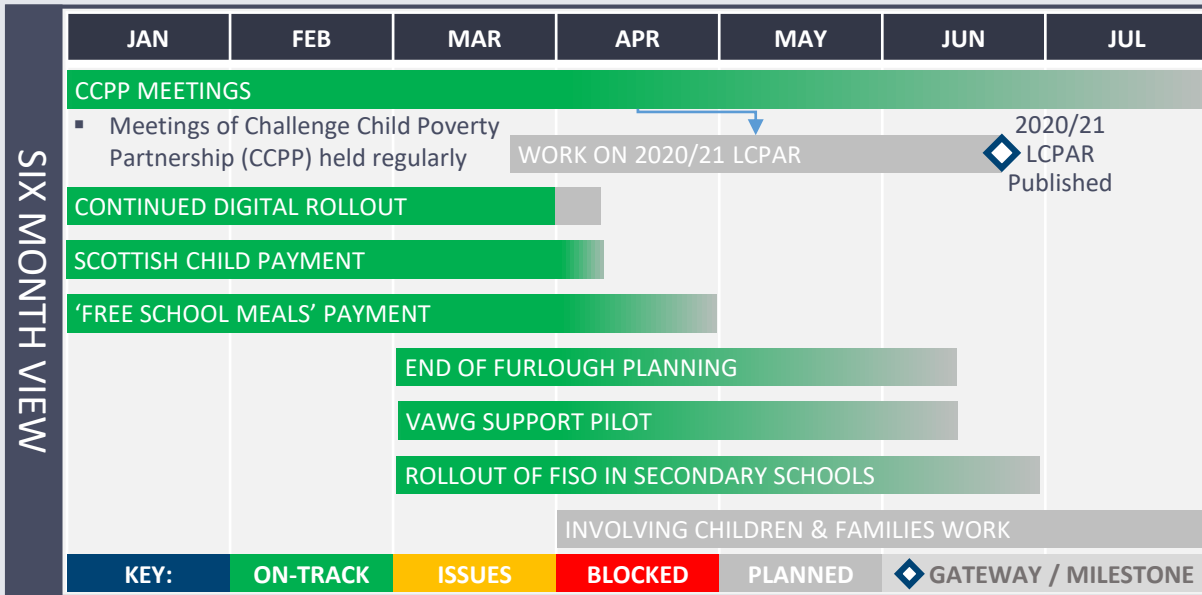 JAN FEB MAR APR MAY JUN JUL
SIX MONTH VIEW
CCPP MEETINGS
▪ Meetings of Challenge Child Poverty
Partnership (CCPP) held regularly
WORK ON 2020/21 LCPAR
2020/21
LCPAR
Published
CONTINUED DIGITAL ROLLOUT
SCOTTISH CHILD PAYMENT
‘FREE SCHOOL MEALS’ PAYMENT
END OF FURLOUGH PLANNING
VAWG SUPPORT PILOT
ROLLOUT OF FISO IN SECONDARY SCHOOLS
INVOLVING CHILDREN & FAMILIES WORK
KEY: ON-TRACK ISSUES BLOCKED PLANNED GATEWAY / MILESTONE